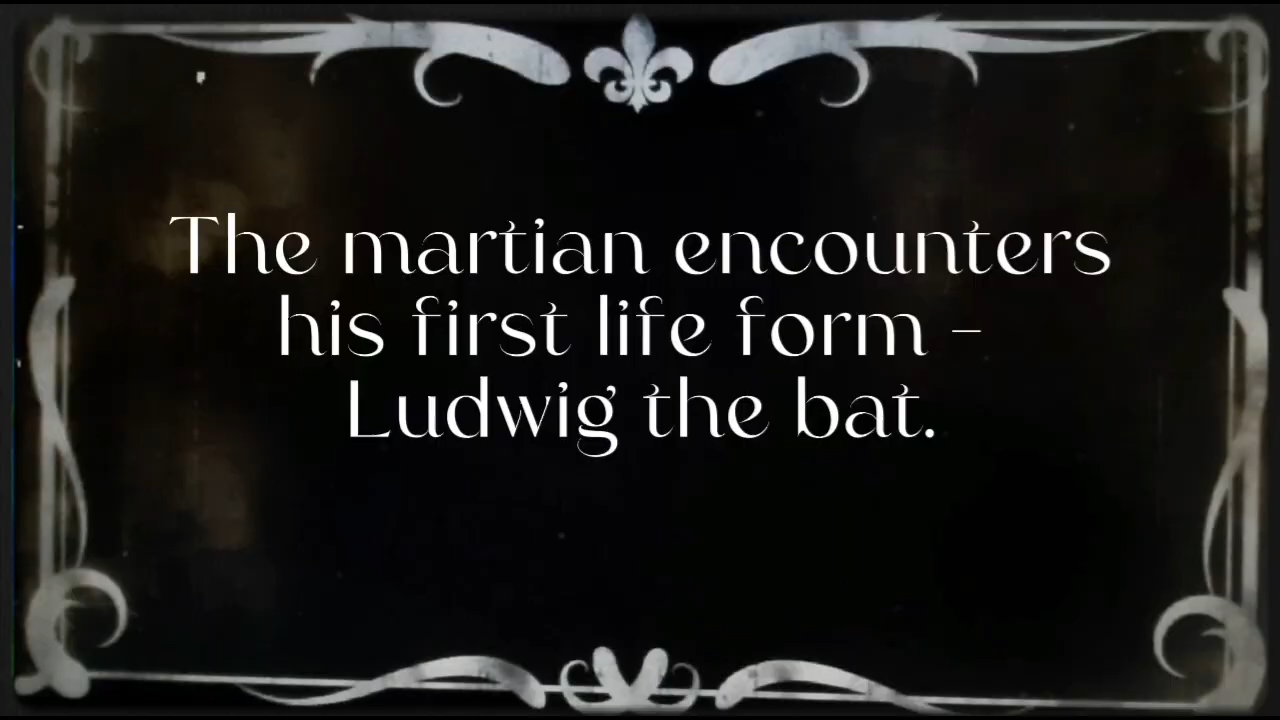 The martian encounters
his first life form –
Ludwig the bat.